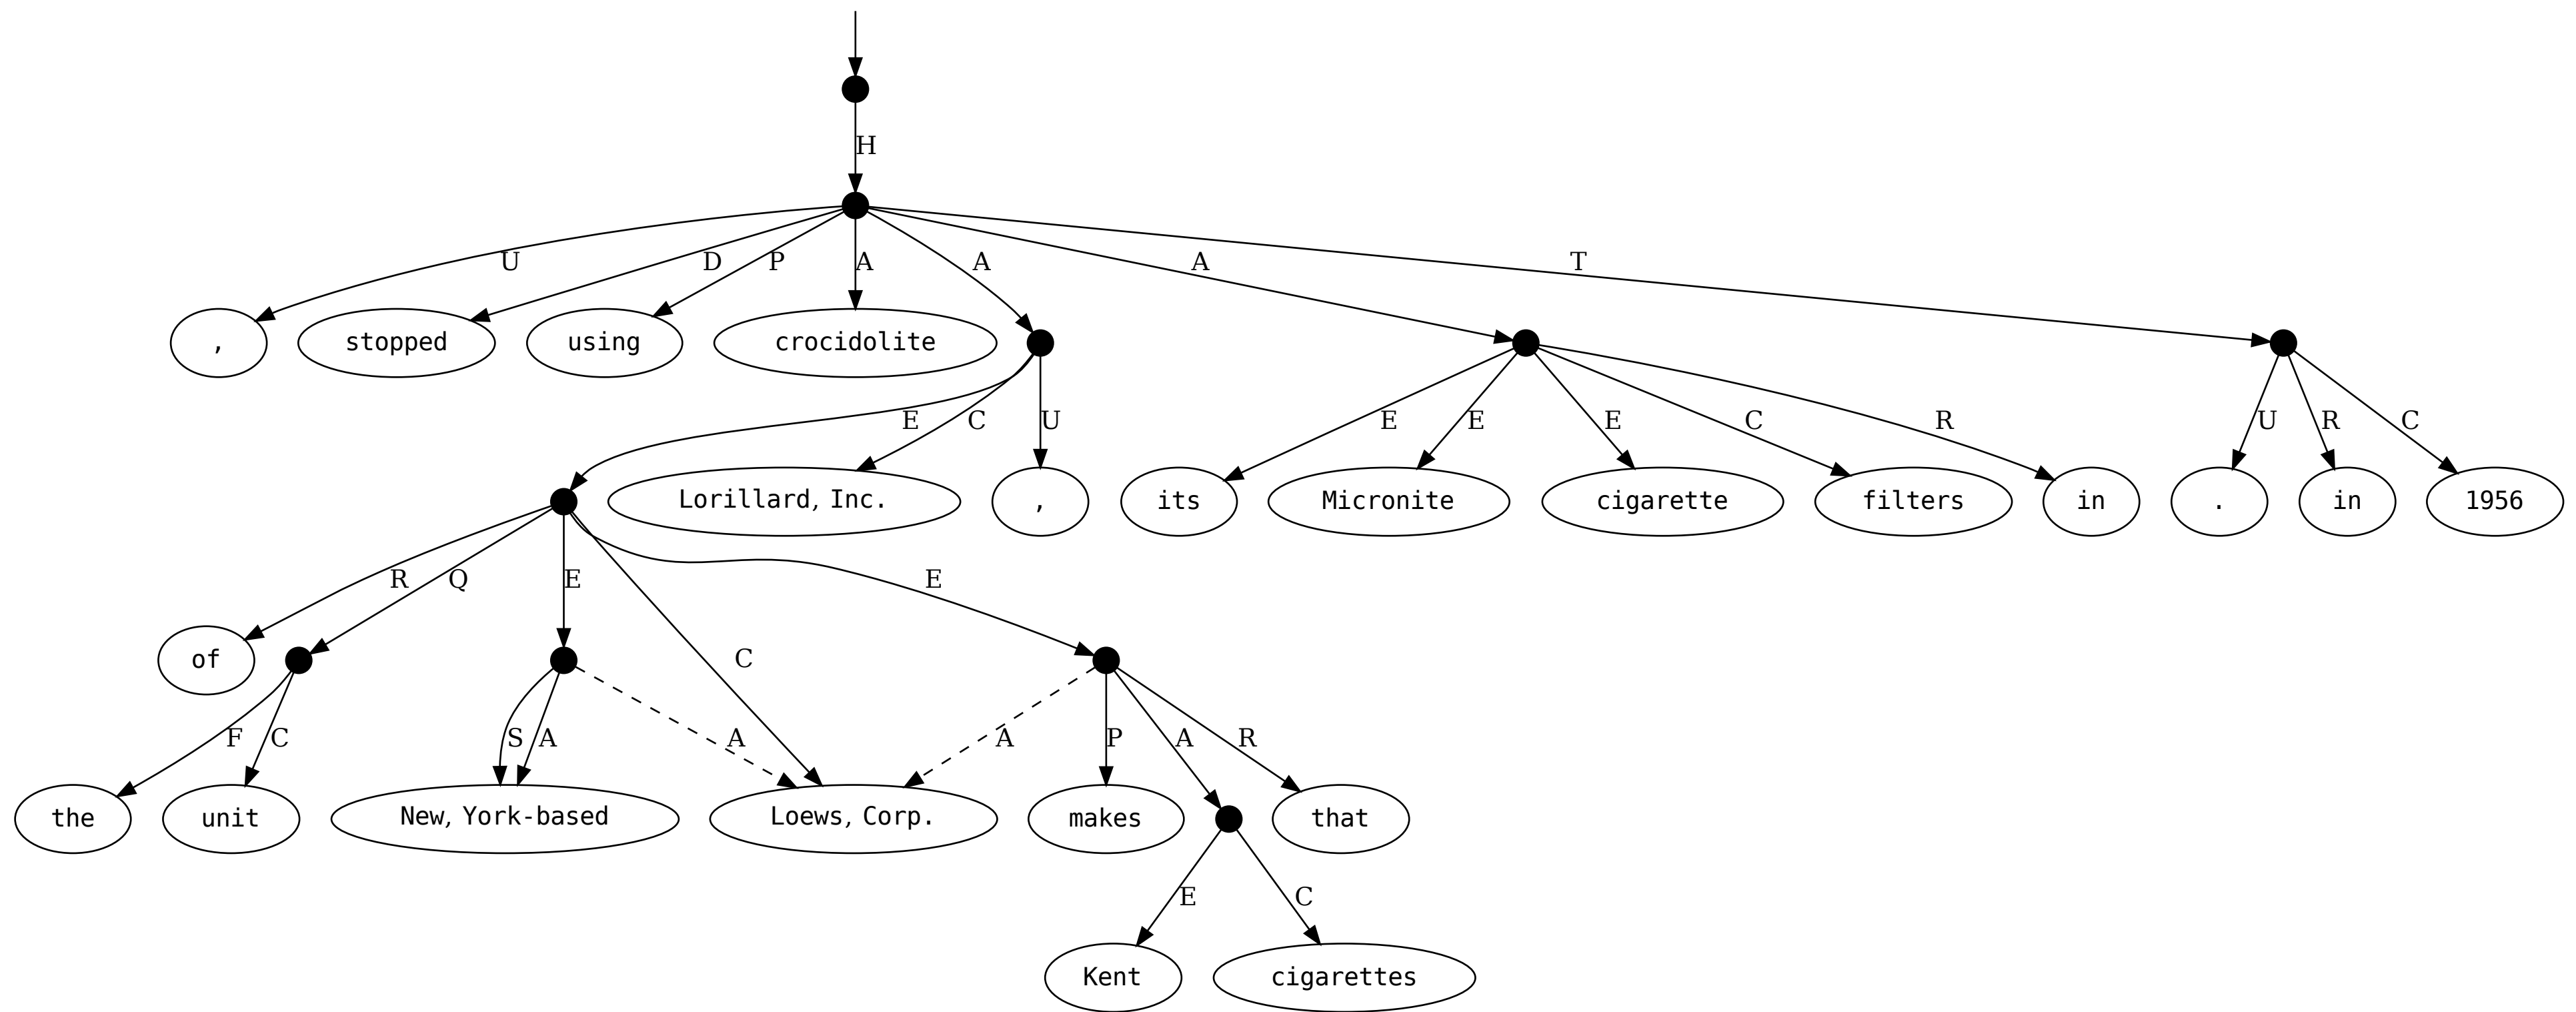 H
U D P A A A T
, stopped using crocidolite
E C U E E E C R U R C
Lorillard, Inc. , its Micronite cigarette filters in . in 1956
R Q E E
of C
F C S A A A P A R
the unit New, York-based Loews, Corp. makes that
E C
Kent cigarettes